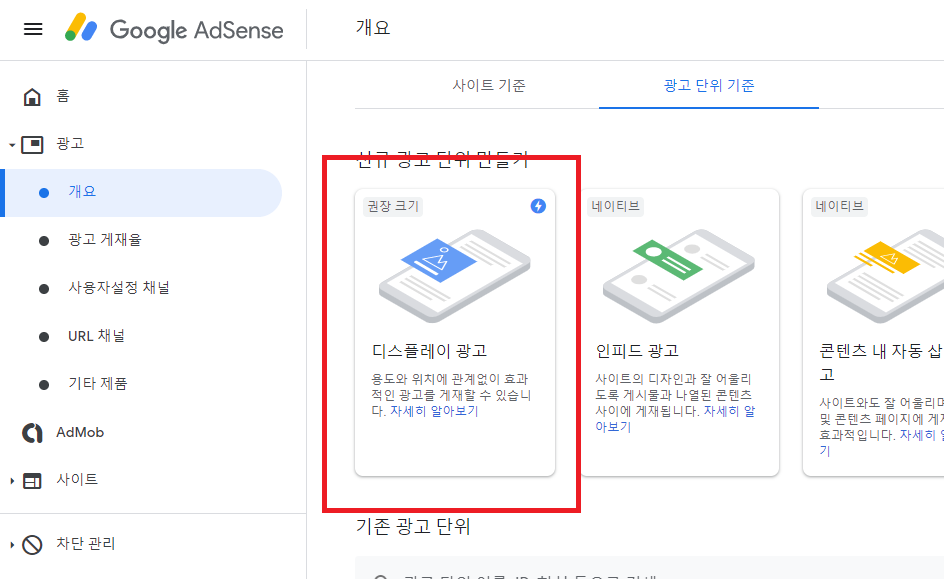 Google AdSense
개요
홈
광고
개요
광고 게재율
사용자설정 채널
URL 채널
기타 제품
AdMob
사이트
차단 관리
사이트 기준
광고 단위 기준
신규 광고 단위 만들기
권장 크기
디스플레이 광고
용도와 위치에 관계없이 효과
적인 광고를 게재할 수 있습니
다. 자세히 알아보기
네이티브
인피드 광고
사이트의 디자인과 잘 어울리
도록 게시물과 나열된 콘텐츠
사이에 게재됩니다. 자세히 알
아보기
네이티브
콘텐츠 내 자동 삽
고
사이트와도 잘 어울리며
및 콘텐츠 페이지에 게
효과적입니다. 자세히
기
기존 광고 단위